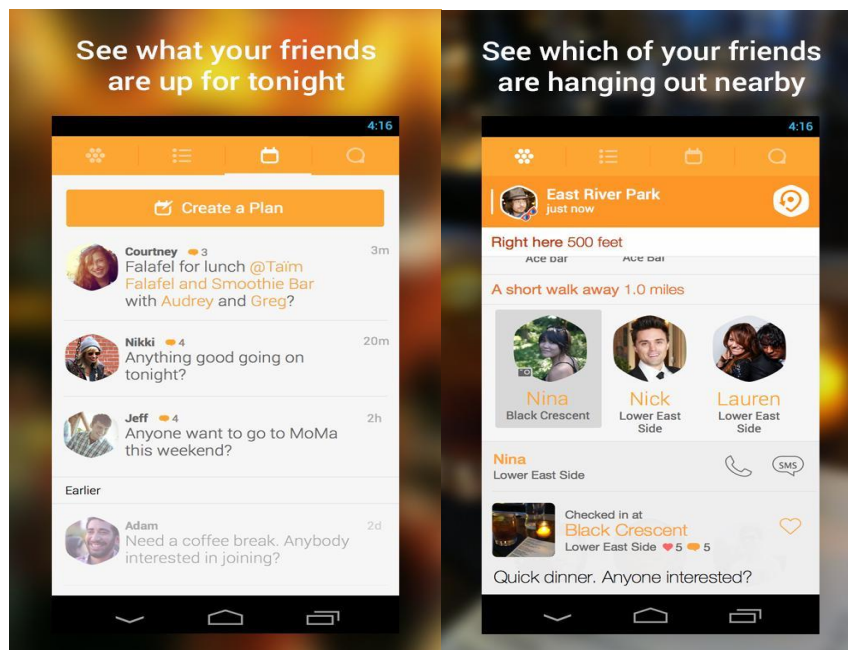 See what your friends
are up for tonight
4:16
Create a Plan
Courtney 3 3m
Falafel for lunch @Taïm
Falafel and Smoothie Bar
with Audrey and Greg?
Nikki 4 20m
Anything good going on
tonight?
Jeff 4 2h
Anyone want to go to MoMa
this weekend?
Earlier
Adam 2d
Need a coffee break. Anybody
interested in joining?
See which of your friends
are hanging out nearby
4:16
East River Park
just now
Right here 500 feet
Ace Bar Ace Bar
A short walk away 1.0 miles
Nina Nick Lauren
Black Crescent Lower East Lower East
Side Side
Nina
Lower East Side
SMS
Checked in at
Black Crescent
Lower East Side 5 5
Quick dinner. Anyone interested?